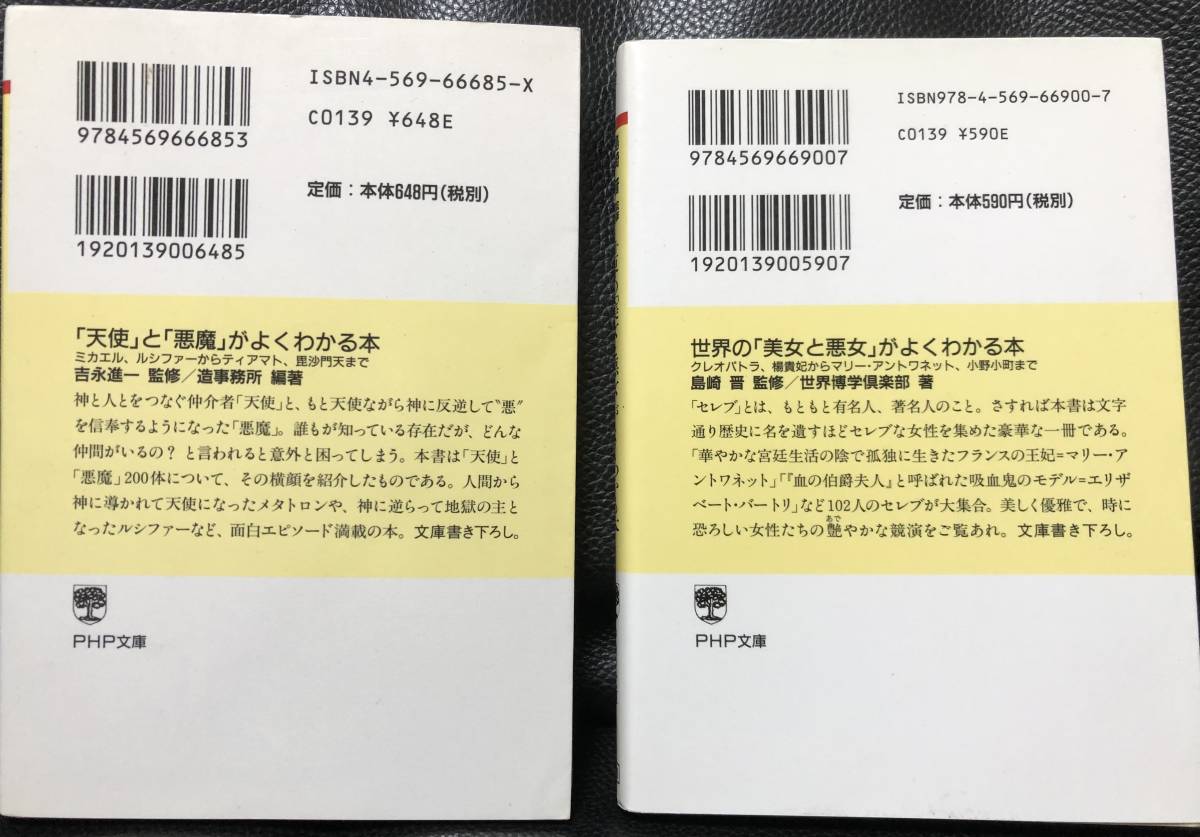 ISBN4-569-66685-X
C0139 ¥648E
9784569666853
定価：本体648円(税別)
1920139006485
「天使」と「悪魔」がよくわかる本
ミカエル、ルシファーからティアマト、毘沙門天まで
吉永進一 監修／造事務所 編著
神と人とをつなぐ仲介者「天使」と、もと天使ながら神に反逆して〝悪〟
を信奉するようになった「悪魔」。誰もが知っている存在だが、どんな
仲間がいるの？ と言われると意外と困ってしまう。本書は「天使」と
「悪魔」200体について、その横顔を紹介したものである。人間から
神に導かれて天使になったメタトロンや、神に逆らって地獄の主と
なったルシファーなど、面白エピソード満載の本。文庫書き下ろし。
PHP文庫
ISBN978-4-569-66900-7
C0139 ¥590E
9784569669007
定価：本体590円(税別)
1920139005907
世界の「美女と悪女」がよくわかる本
クレオパトラ、楊貴妃からマリー・アントワネット、小野小町まで
島崎 晋 監修／世界博学倶楽部 著
「セレブ」とは、もともと有名人、著名人のこと。さすれば本書は文字
通り歴史に名を遺すほどセレブな女性を集めた豪華な一冊である。
「華やかな宮廷生活の陰で孤独に生きたフランスの王妃=マリー・ア
ントワネット」「『血の伯爵夫人』と呼ばれた吸血鬼のモデル=エリザ
ベート・バートリ」など102人のセレブが大集合。美しく優雅で、時に
あで
恐ろしい女性たちの艶やかな競演をご覧あれ。文庫書き下ろし。
PHP文庫